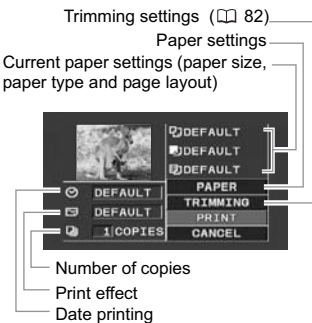 Trimming settings (📖 82)
Paper settings
Current paper settings (paper size,
paper type and page layout)
DEFAULT
DEFAULT
DEFAULT
DEFAULT PAPER
TRIMMING
DEFAULT PRINT
1 COPIES CANCEL
Number of copies
Print effect
Date printing